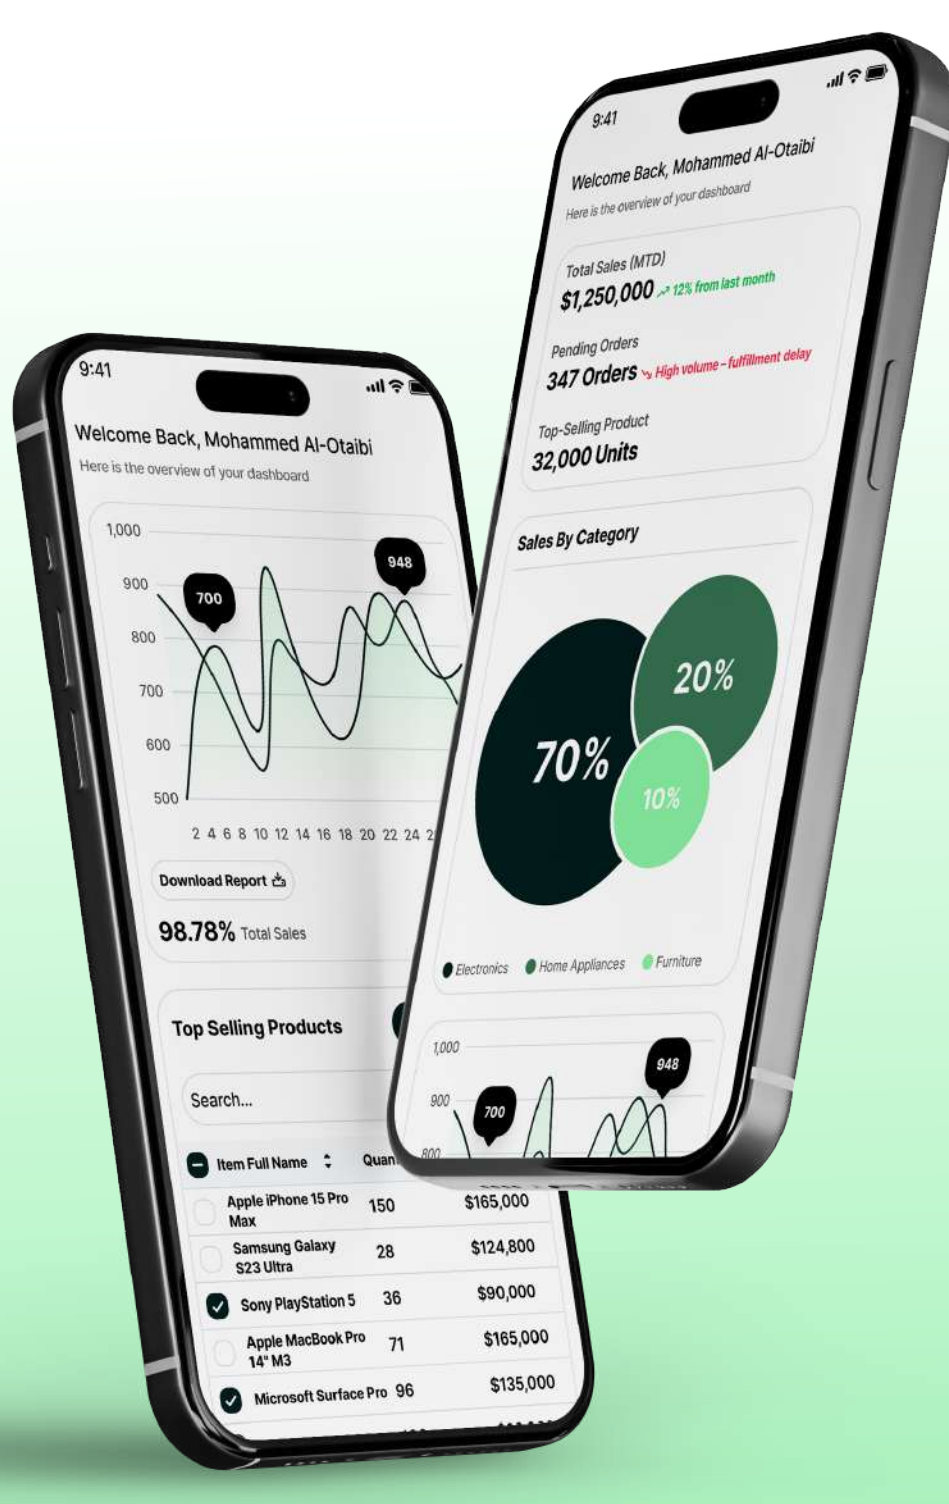 9:41
Welcome Back, Mohammed Al-Otaibi
Here is the overview of your dashboard
1,000
900
800
700
600
500
700
948
2 4 6 8 10 12 14 16 18 20 22 24
Download Report
98.78% Total Sales
Top Selling Products
Search...
Item Full Name
Apple iPhone 15 Pro
Max
150
$165,000
Samsung Galaxy
S23 Ultra
28
$124,800
Sony PlayStation 5 36 $90,000
Apple MacBook Pro
14" M3
71
$165,000
Microsoft Surface Pro 96 $135,000
9:41
Welcome Back, Mohammed Al-Otaibi
Here is the overview of your dashboard
Total Sales (MTD)
$1,250,000 12% from last month
Pending Orders
347 Orders High volume – fulfillment delay
Top-Selling Product
32,000 Units
Sales By Category
70%
20%
10%
Electronics Home Appliances Furniture
1,000
900
800
700
948